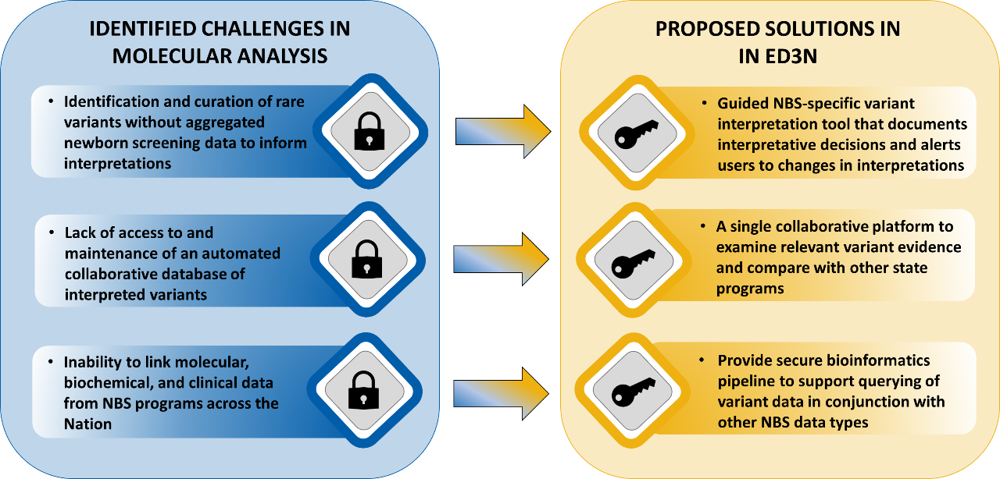 IDENTIFIED CHALLENGES IN
MOLECULAR ANALYSIS
• Identification and curation of rare
variants without aggregated
newborn screening data to inform
interpretations
• Lack of access to and
maintenance of an automated
collaborative database of
interpreted variants
• Inability to link molecular,
biochemical, and clinical data
from NBS programs across the
Nation
PROPOSED SOLUTIONS IN
IN ED3N
• Guided NBS-specific variant
interpretation tool that documents
interpretative decisions and alerts
users to changes in interpretations
• A single collaborative platform to
examine relevant variant evidence
and compare with other state
programs
• Provide secure bioinformatics
pipeline to support querying of
variant data in conjunction with
other NBS data types